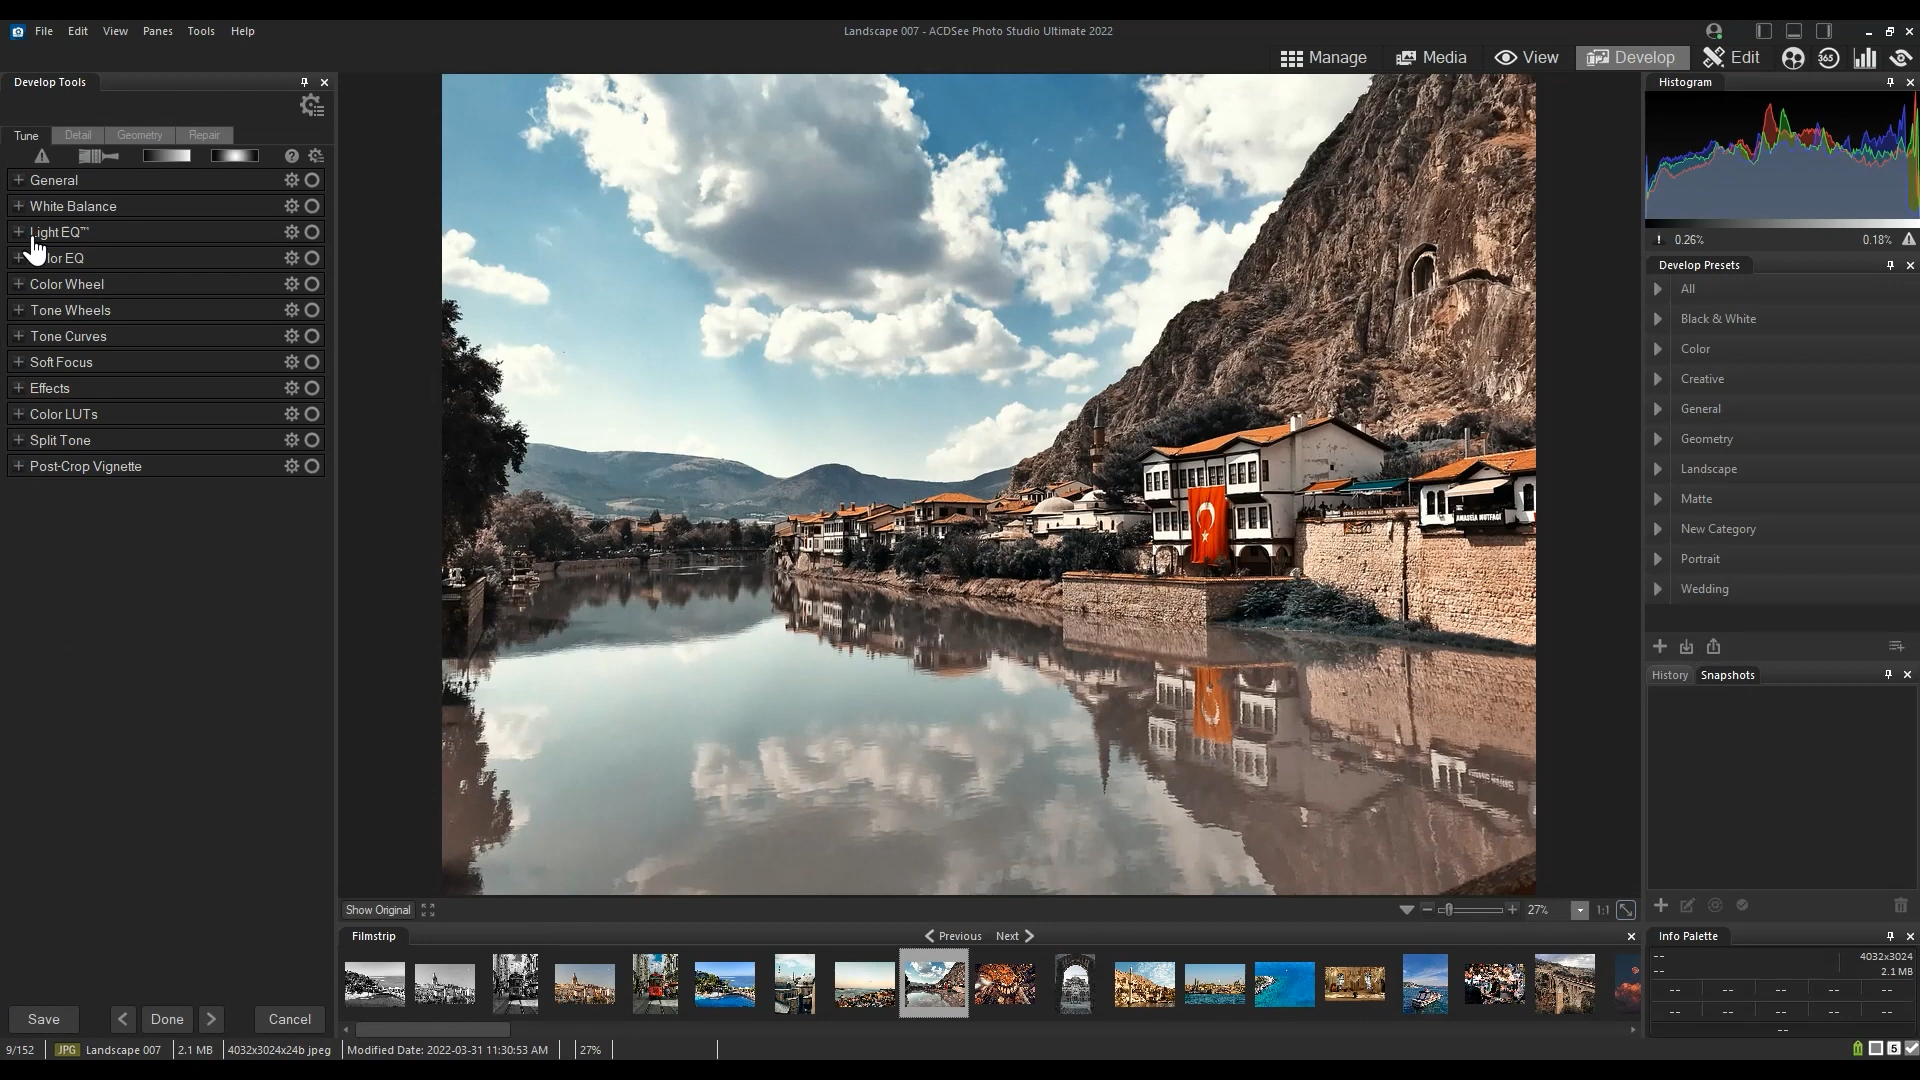 File Edit View Panes Tools Help
Landscape 007 - ACDSee Photo Studio Ultimate 2022
Manage Media View Develop Edit 365
Develop Tools
Tune Detail Geometry Repair
General
White Balance
Light EQ™
lor EQ
Color Wheel
Tone Wheels
Tone Curves
Soft Focus
Effects
Color LUTs
Split Tone
Post-Crop Vignette
Save
Done
Cancel
AMASEIA MUTFAGI
Show Original
27%
1:1
Filmstrip
Previous Next
Histogram
0.26% 0.18%
Develop Presets
All
Black & White
Color
Creative
General
Geometry
Landscape
Matte
New Category
Portrait
Wedding
History Snapshots
Info Palette
-- 4032x3024
-- 2.1 MB
-- -- -- -- --
-- -- -- -- --
--
9/152 JPG Landscape 007 2.1 MB 4032x3024x24b jpeg Modified Date: 2022-03-31 11:30:53 AM 27%
5